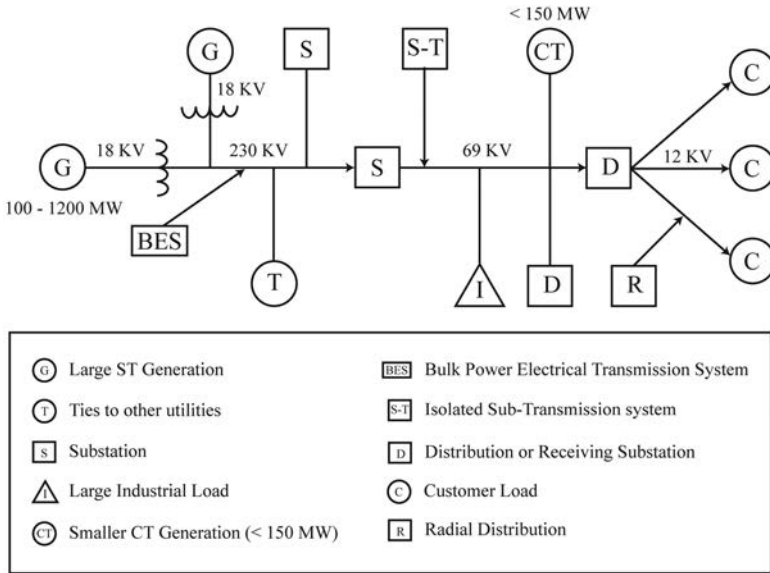 < 150 MW
G
S
S-T
CT
C
18 KV
18 KV
230 KV
69 KV
12 KV
G
S
D
C
100 - 1200 MW
BES
T
I
D
R
C
G Large ST Generation
T Ties to other utilities
S Substation
I Large Industrial Load
CT Smaller CT Generation (< 150 MW)
BES Bulk Power Electrical Transmission System
S-T Isolated Sub-Transmission system
D Distribution or Receiving Substation
C Customer Load
R Radial Distribution